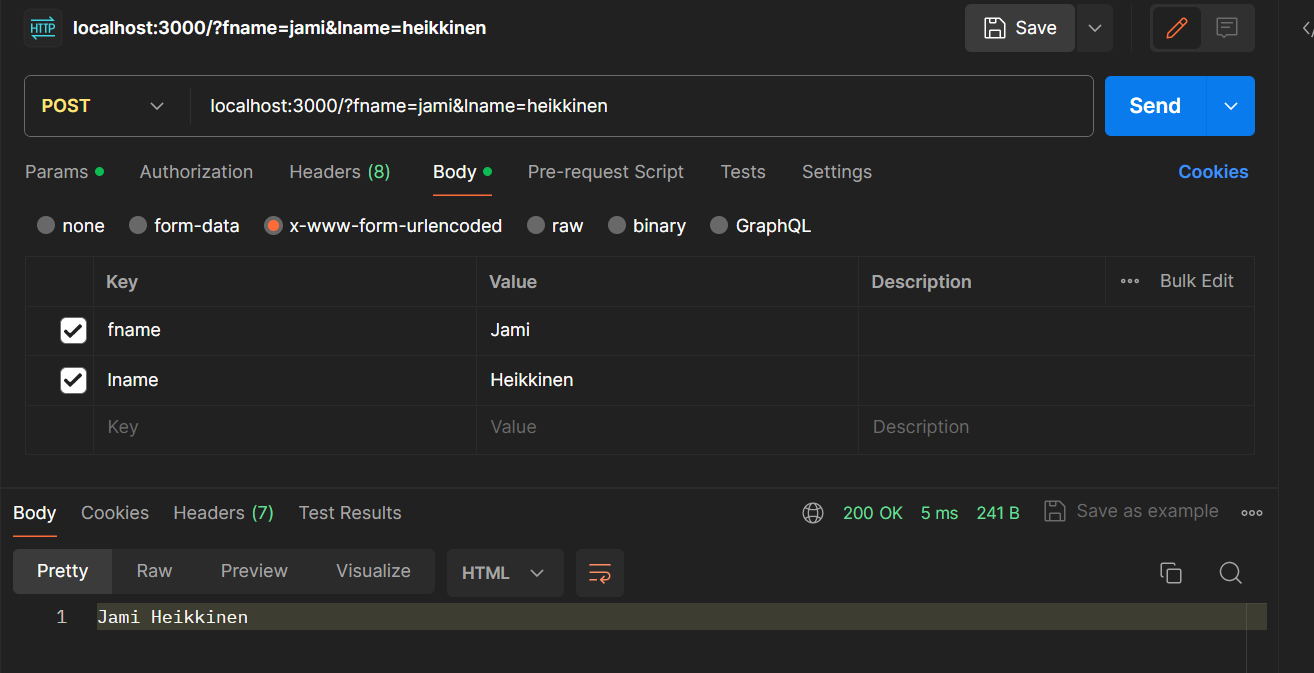 HTTP localhost:3000/?fname=jami&lname=heikkinen Save
POST localhost:3000/?fname=jami&lname=heikkinen Send
Params Authorization Headers (8) Body Pre-request Script Tests Settings Cookies
none form-data x-www-form-urlencoded raw binary GraphQL
Key Value Description Bulk Edit
fname Jami
lname Heikkinen
Key Value Description
Body Cookies Headers (7) Test Results 200 OK 5 ms 241 B Save as example
Pretty Raw Preview Visualize HTML
1 Jami Heikkinen